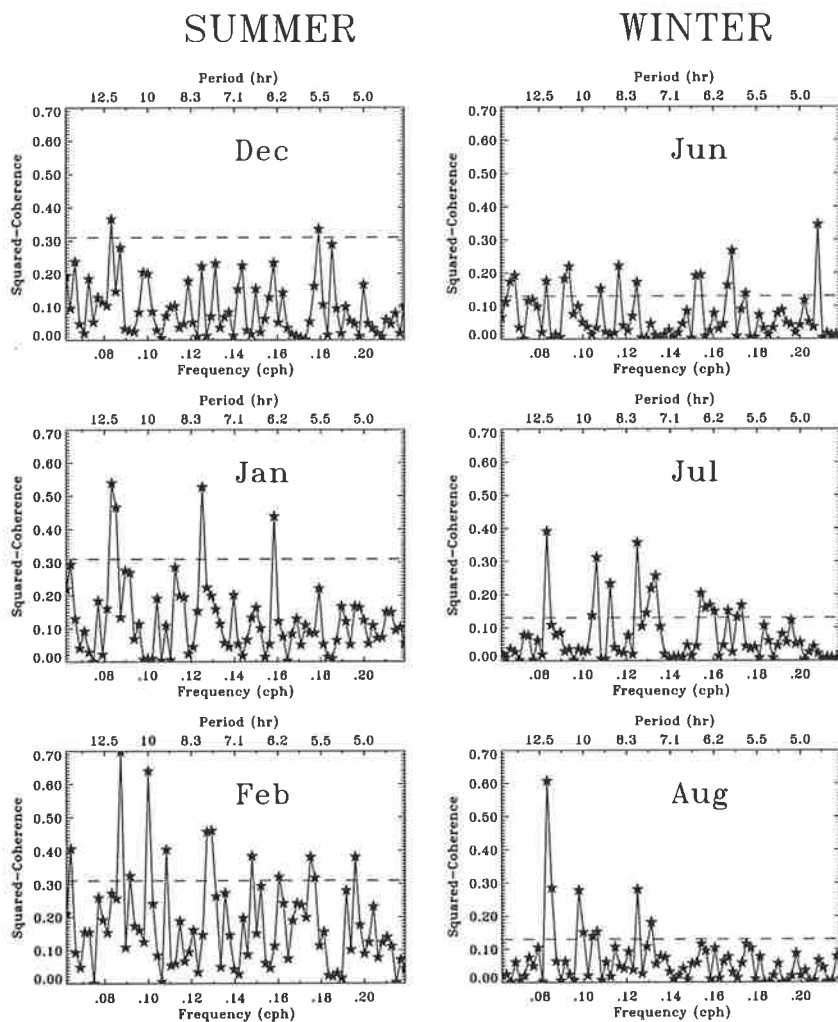 SUMMER
WINTER
Period (hr)
12.5 10 8.3 7.1 6.2 5.5 5.0
0.70
0.60
0.50
0.40
0.30
0.20
0.10
0.00
Squared-Coherence
Dec
.08 .10 .12 .14 .16 .18 .20
Frequency (cph)
Period (hr)
12.5 10 8.3 7.1 6.2 5.5 5.0
0.70
0.60
0.50
0.40
0.30
0.20
0.10
0.00
Squared-Coherence
Jun
.08 .10 .12 .14 .16 .18 .20
Frequency (cph)
Period (hr)
12.5 10 8.3 7.1 6.2 5.5 5.0
0.70
0.60
0.50
0.40
0.30
0.20
0.10
0.00
Squared-Coherence
Jan
.08 .10 .12 .14 .16 .18 .20
Frequency (cph)
Period (hr)
12.5 10 8.3 7.1 6.2 5.5 5.0
0.70
0.60
0.50
0.40
0.30
0.20
0.10
0.00
Squared-Coherence
Jul
.08 .10 .12 .14 .16 .18 .20
Frequency (cph)
Period (hr)
12.5 10 8.3 7.1 6.2 5.5 5.0
0.70
0.60
0.50
0.40
0.30
0.20
0.10
0.00
Squared-Coherence
Feb
.08 .10 .12 .14 .16 .18 .20
Frequency (cph)
Period (hr)
12.5 10 8.3 7.1 6.2 5.5 5.0
0.70
0.60
0.50
0.40
0.30
0.20
0.10
0.00
Squared-Coherence
Aug
.08 .10 .12 .14 .16 .18 .20
Frequency (cph)